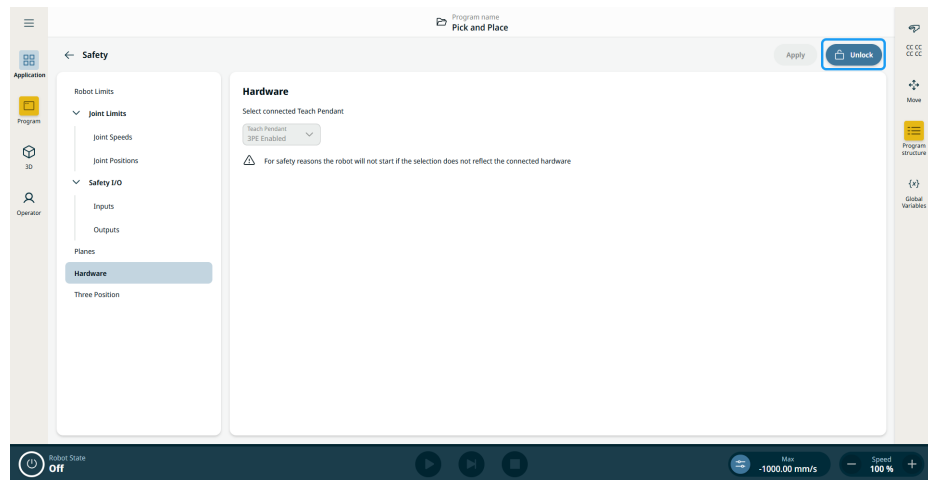 Program name
Pick and Place
Application
Program
3D
Operator
Safety
Apply
Unlock
Robot Limits
Joint Limits
Joint Speeds
Joint Positions
Safety I/O
Inputs
Outputs
Planes
Hardware
Three Position
Hardware
Select connected Teach Pendant
Teach Pendant
3PE Enabled
For safety reasons the robot will not start if the selection does not reflect the connected hardware
CC CC
CC CC
Move
Program
structure
{x}
Global
Variables
Robot State
Off
Max
-1000.00 mm/s
Speed
100 %